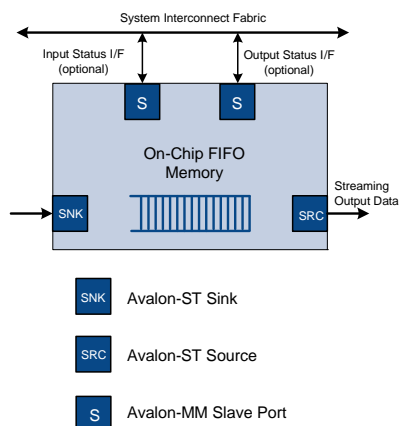 System Interconnect Fabric
Input Status I/F
(optional)
Output Status I/F
(optional)
S
S
On-Chip FIFO
Memory
SNK
SRC
Streaming
Output Data
SNK
Avalon-ST Sink
SRC
Avalon-ST Source
S
Avalon-MM Slave Port